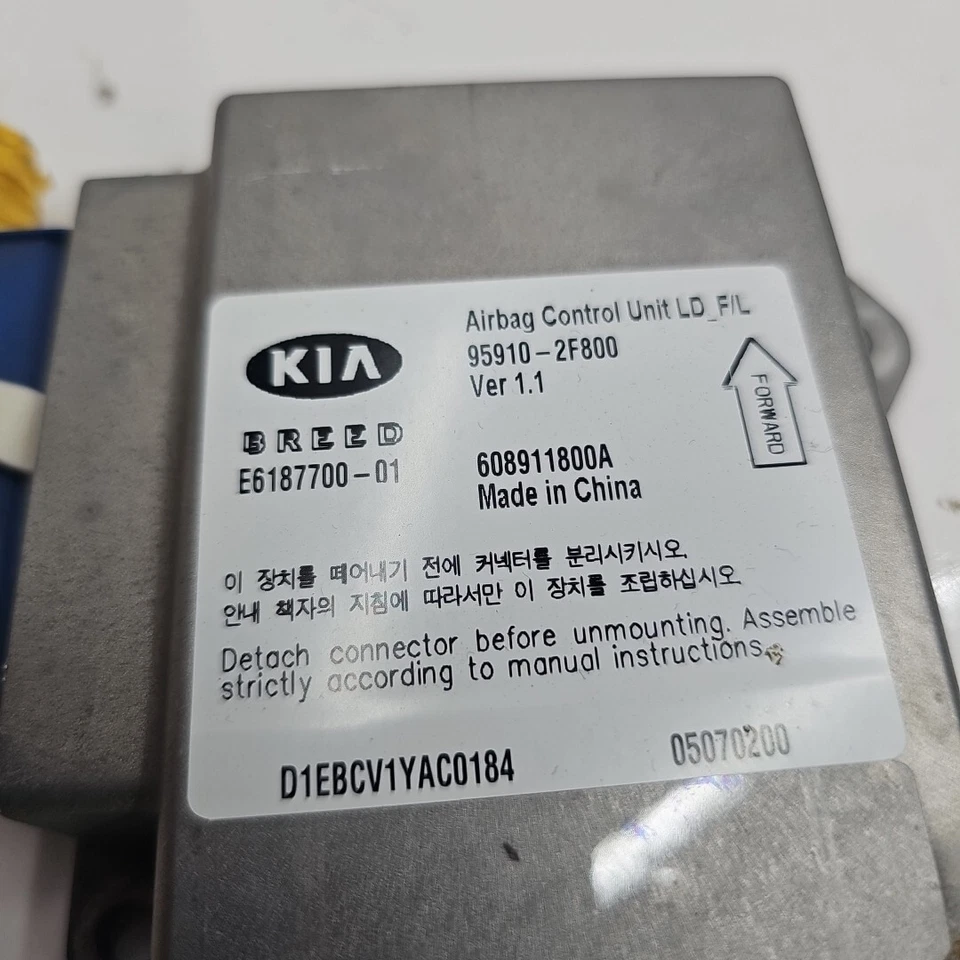 KIA
Airbag Control Unit LD_F/L
95910-2F800
Ver 1.1
FORWARD
BREED
E6187700-01
608911800A
Made in China
이 장치를 떼어내기 전에 커넥터를 분리시키시오.
안내 책자의 지침에 따라서만 이 장치를 조립하십시오.
Detach connector before unmounting. Assemble
strictly according to manual instructions.
D1EBCV1YAC0184
05070200